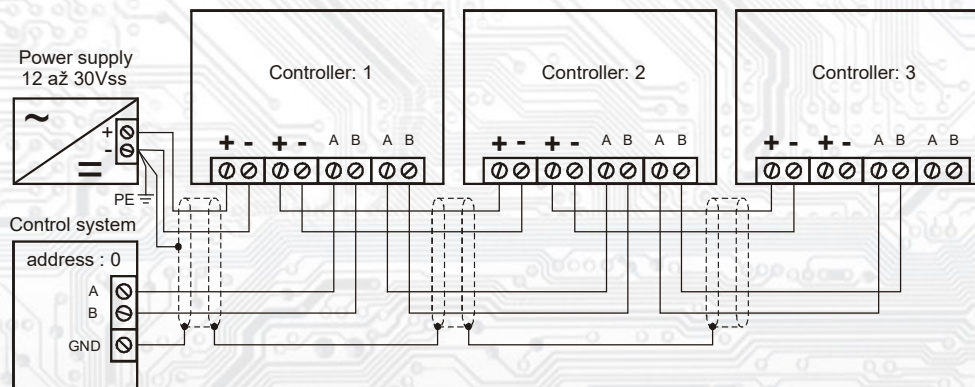 Power supply
12 až 30Vss
+
-
PE
Control system
address : 0
A
B
GND
Controller: 1
+ - + - A B A B
Controller: 2
+ - + - A B A B
Controller: 3
+ - + - A B A B